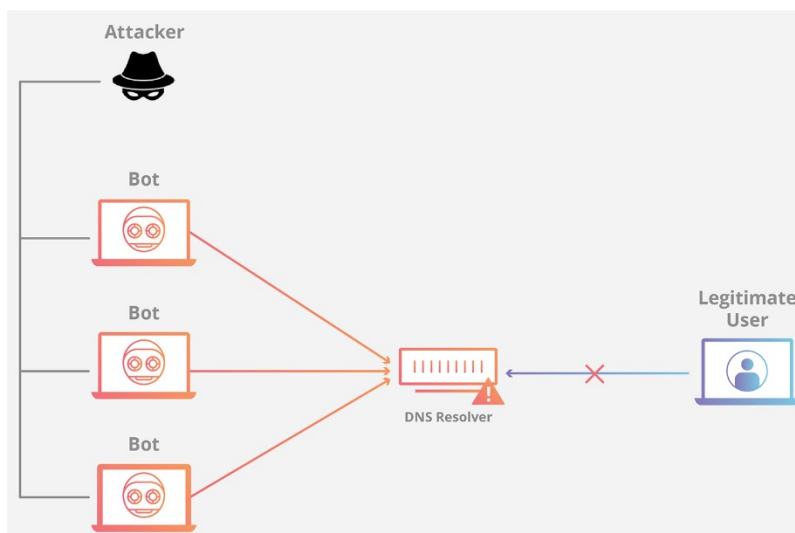 Attacker
Bot
Bot
Bot
DNS Resolver
Legitimate
User